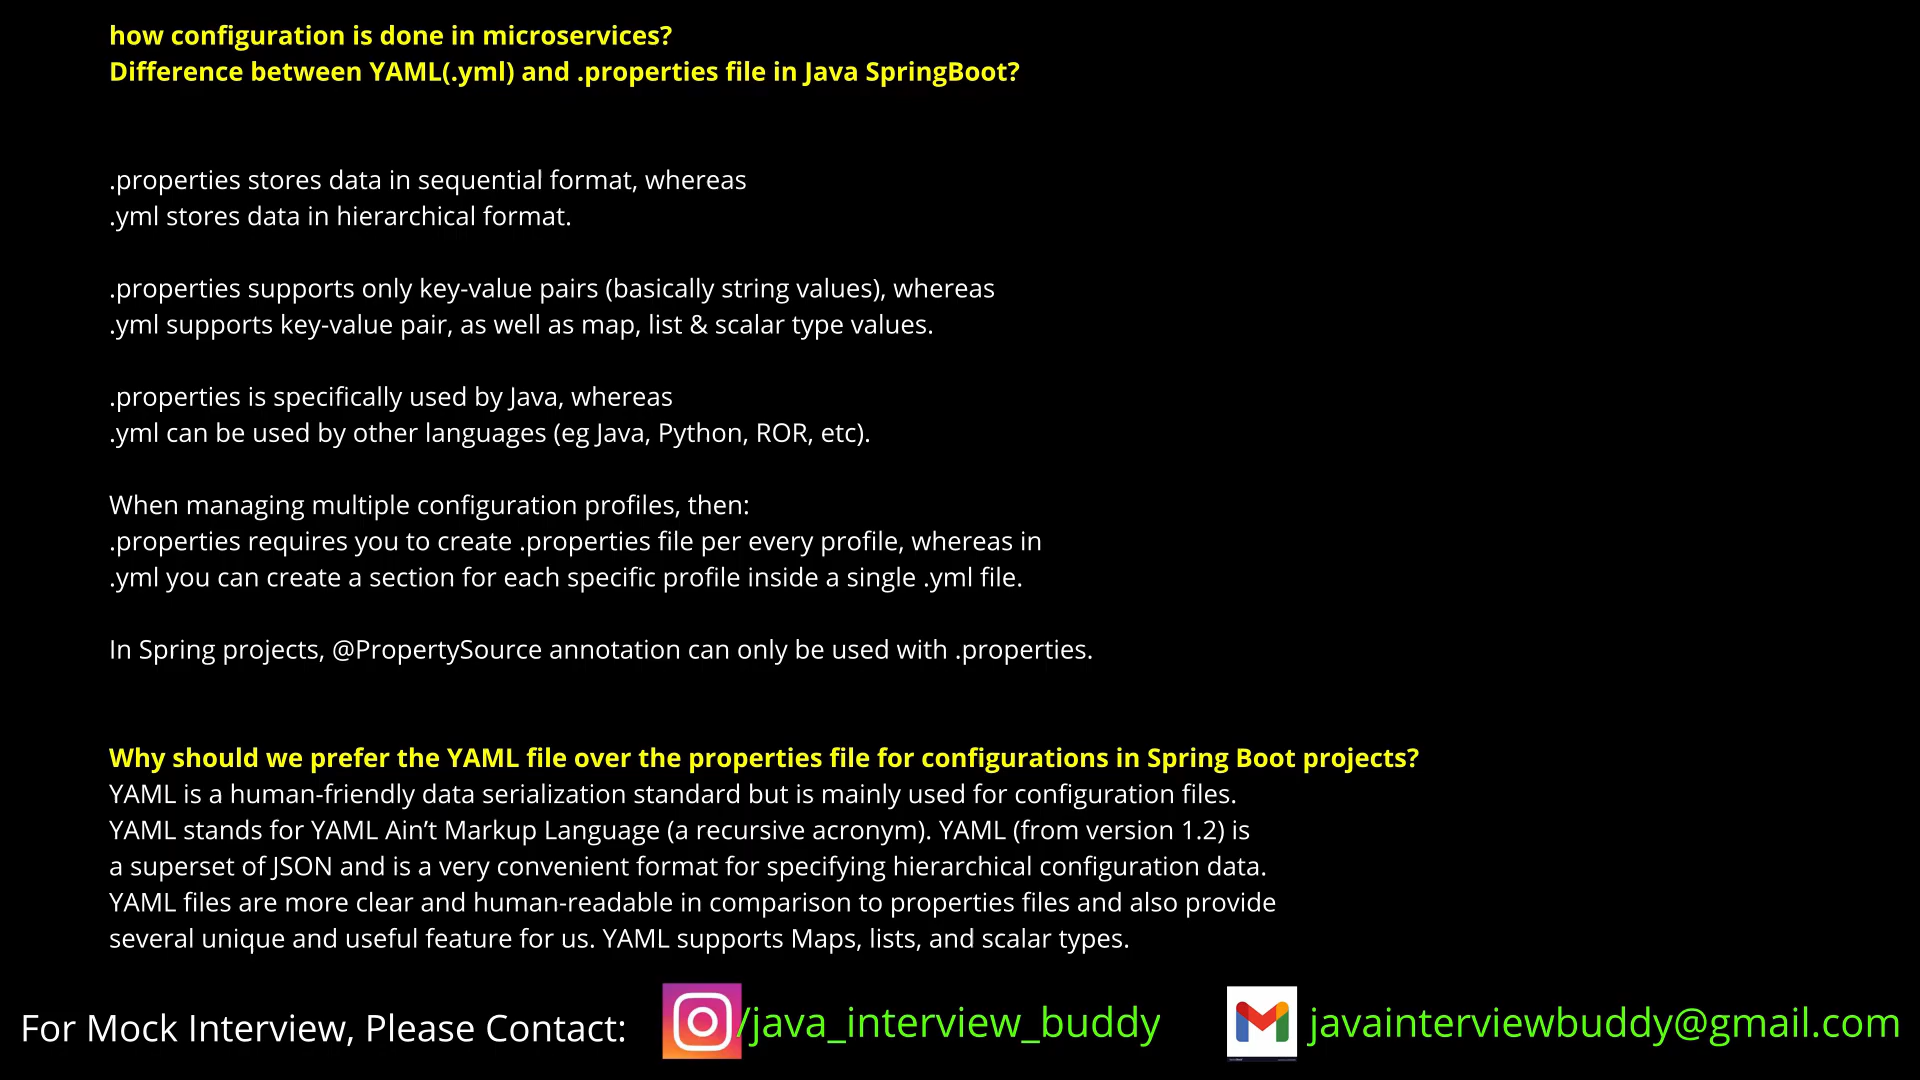 how configuration is done in microservices?
Difference between YAML(.yml) and .properties file in Java SpringBoot?
.properties stores data in sequential format, whereas
.yml stores data in hierarchical format.
.properties supports only key-value pairs (basically string values), whereas
.yml supports key-value pair, as well as map, list & scalar type values.
.properties is specifically used by Java, whereas
.yml can be used by other languages (eg Java, Python, ROR, etc).
When managing multiple configuration profiles, then:
.properties requires you to create .properties file per every profile, whereas in
.yml you can create a section for each specific profile inside a single .yml file.
In Spring projects, @PropertySource annotation can only be used with .properties.
Why should we prefer the YAML file over the properties file for configurations in Spring Boot projects?
YAML is a human-friendly data serialization standard but is mainly used for configuration files.
YAML stands for YAML Ain’t Markup Language (a recursive acronym). YAML (from version 1.2) is
a superset of JSON and is a very convenient format for specifying hierarchical configuration data.
YAML files are more clear and human-readable in comparison to properties files and also provide
several unique and useful feature for us. YAML supports Maps, lists, and scalar types.
For Mock Interview, Please Contact: /java_interview_buddy javainterviewbuddy@gmail.com